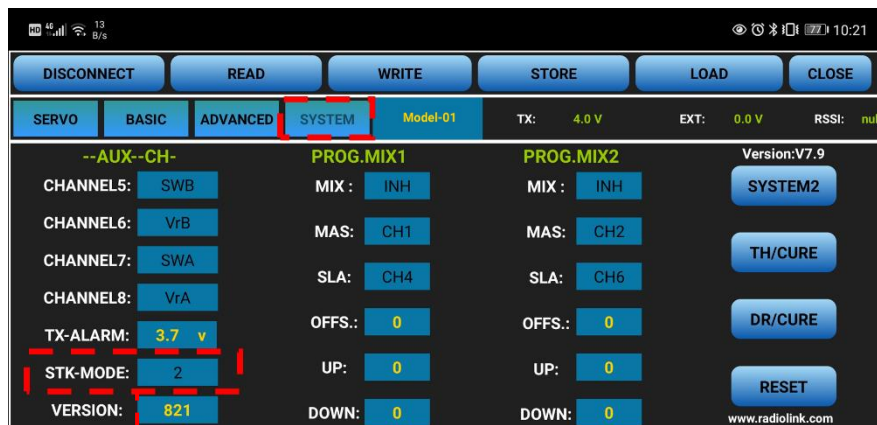 HD 4G 13 B/s 77 10:21
DISCONNECT READ WRITE STORE LOAD CLOSE
SERVO BASIC ADVANCED SYSTEM Model-01 TX: 4.0 V EXT: 0.0 V RSSI: nul
--AUX--CH- PROG.MIX1 PROG.MIX2 Version:V7.9
CHANNEL5: SWB MIX : INH MIX : INH SYSTEM2
CHANNEL6: VrB MAS: CH1 MAS: CH2
CHANNEL7: SWA SLA: CH4 SLA: CH6 TH/CURE
CHANNEL8: VrA
TX-ALARM: 3.7 v OFFS.: 0 OFFS.: 0 DR/CURE
STK-MODE: 2 UP: 0 UP: 0 RESET
VERSION: 821 DOWN: 0 DOWN: 0 www.radiolink.com